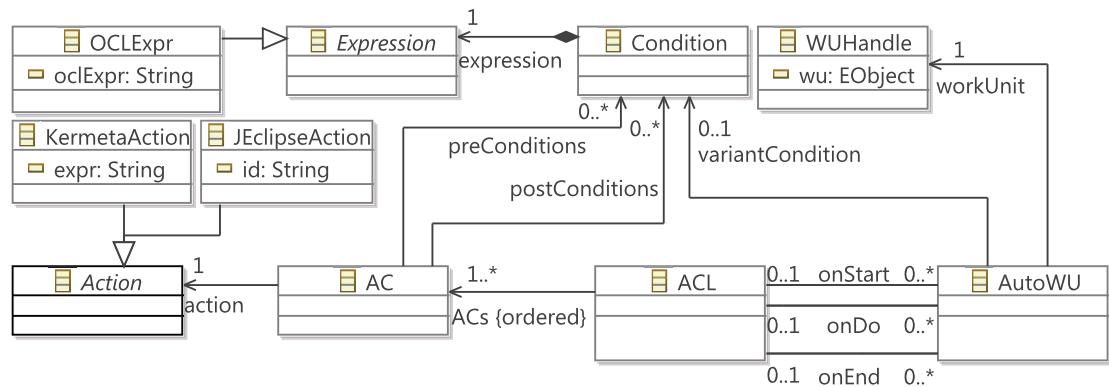 OCLExpr
oclExpr: String
Expression
1
expression
Condition
WUHandle
wu: EObject
1
workUnit
KermetaAction
expr: String
JEclipseAction
id: String
0..*
preConditions
0..*
postConditions
0..1
variantCondition
Action
1
action
AC
1..*
ACs {ordered}
ACL
0..1 onStart 0..*
0..1 onDo 0..*
0..1 onEnd 0..*
AutoWU